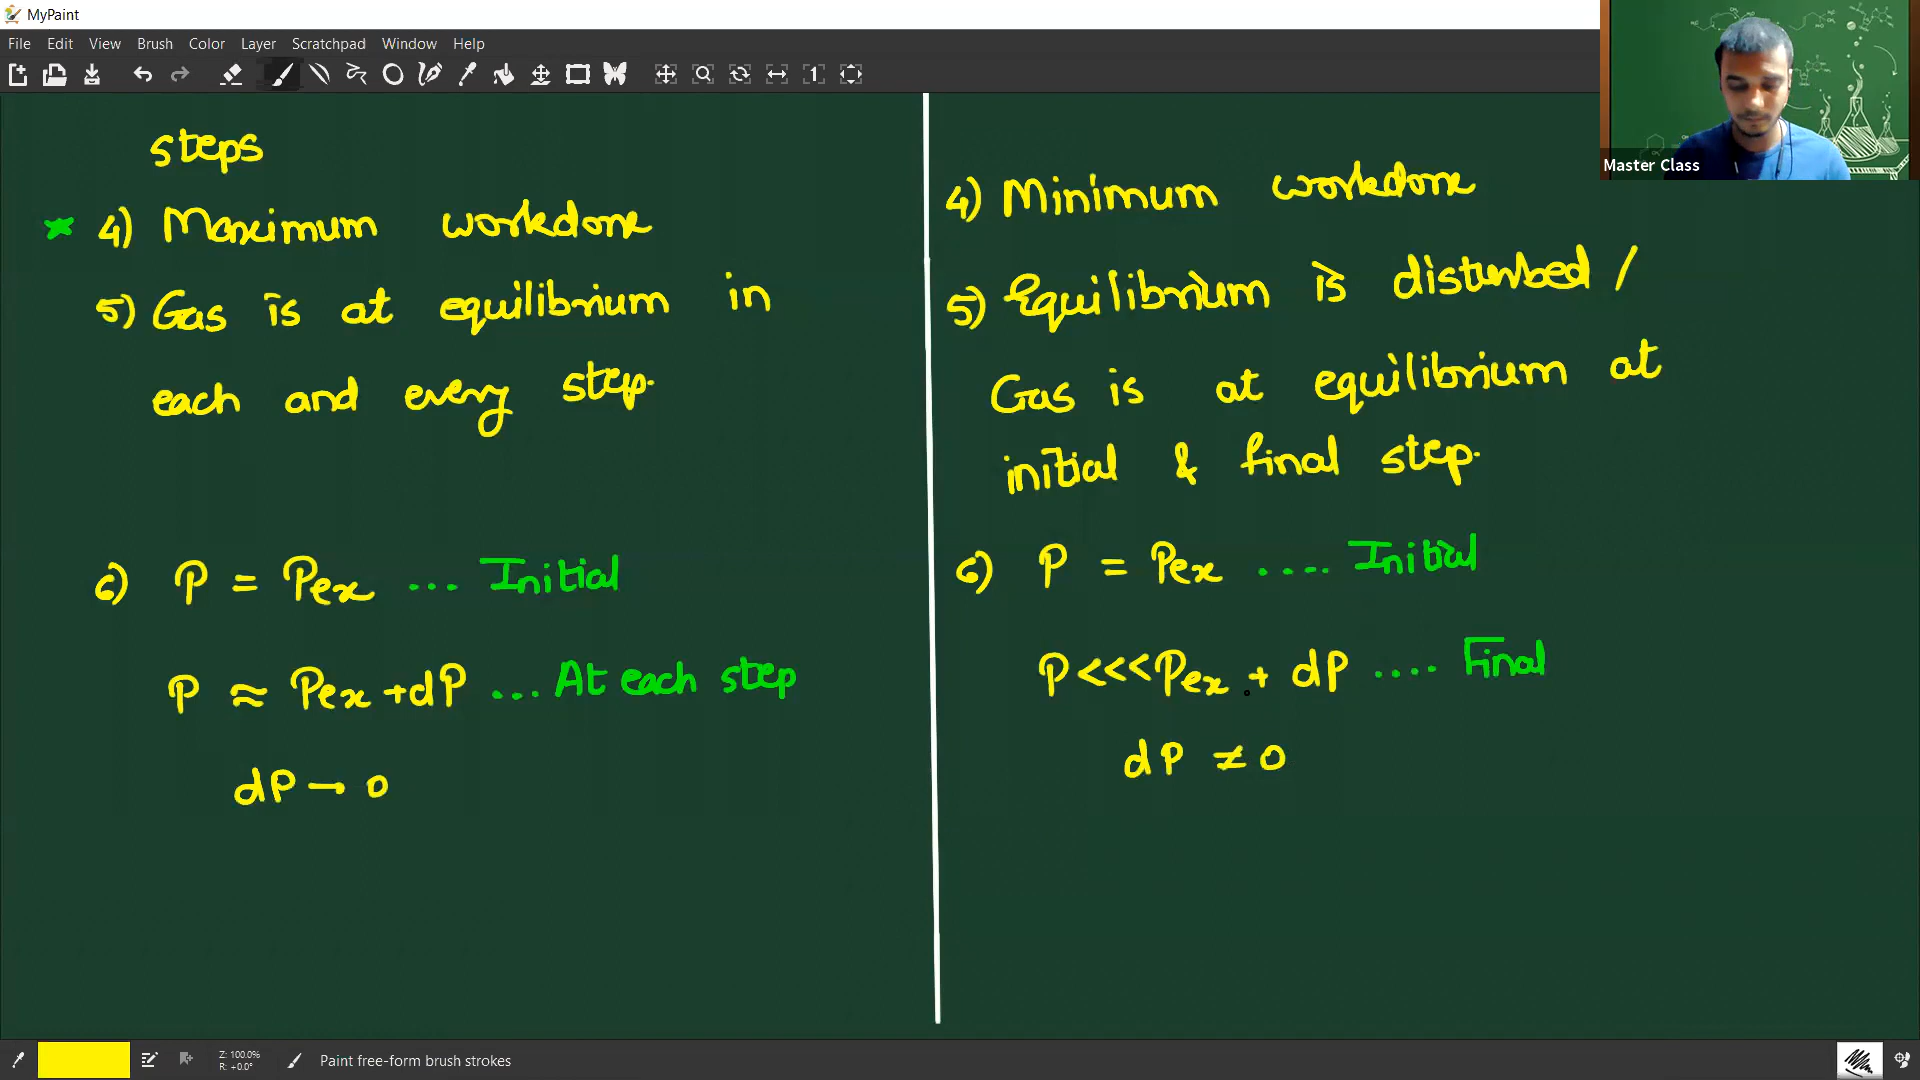 MyPaint
File Edit View Brush Color Layer Scratchpad Window Help
Master Class
steps
4) Maximum workdone
5) Gas is at equilibrium in
each and every step.
6) P = Pex ... Initial
P ≈ Pex + dP ... At each step
dP → 0
4) Minimum workdone
5) Equilibrium is disturbed /
Gas is at equilibrium at
initial & final step.
6) P = Pex .... Initial
P <<< Pex + dP .... Final
dP ≠ 0
Z: 100.0%
R: +0.0°
Paint free-form brush strokes